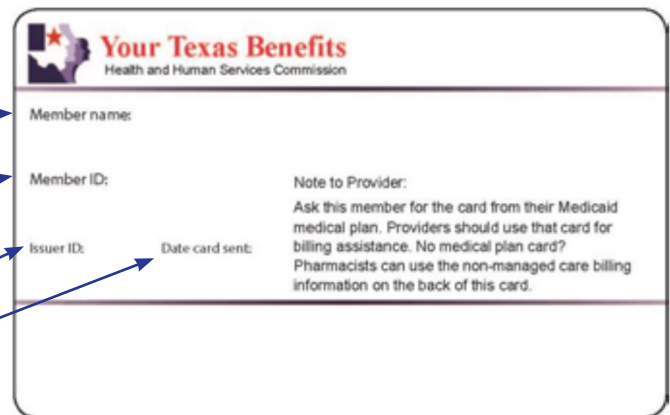 Your Texas Benefits
Health and Human Services Commission
Member name:
Member ID:
Note to Provider:
Ask this member for the card from their Medicaid
medical plan. Providers should use that card for
Issuer ID: Date card sent: billing assistance. No medical plan card?
Pharmacists can use the non-managed care billing
information on the back of this card.